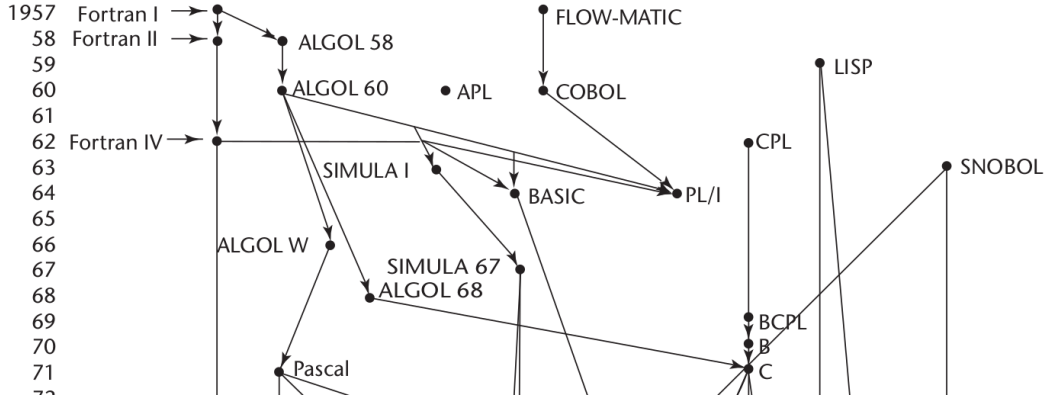 1957 Fortran I FLOW-MATIC
58 Fortran II ALGOL 58
59 LISP
60 ALGOL 60 APL COBOL
61
62 Fortran IV CPL
63 SIMULA I SNOBOL
64 BASIC PL/I
65
66 ALGOL W
67 SIMULA 67
68 ALGOL 68
69 BCPL
70 B
71 Pascal C
72